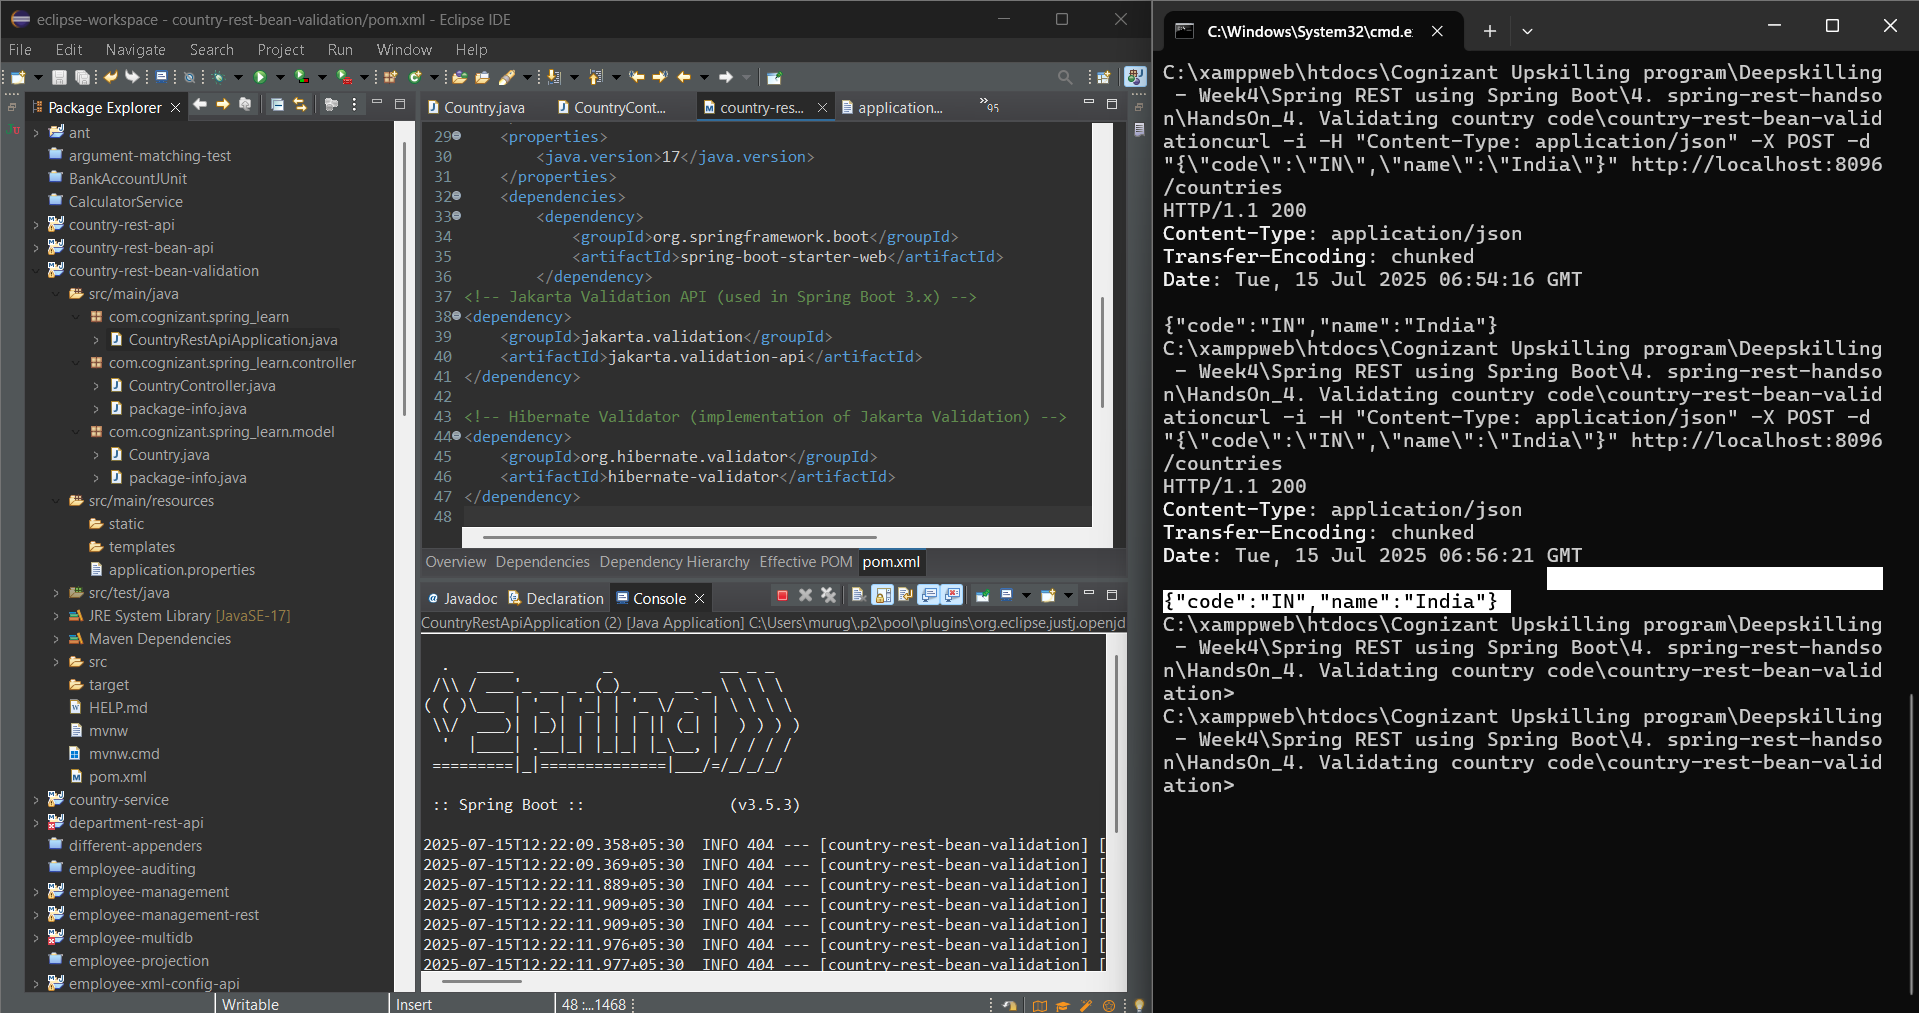 eclipse-workspace - country-rest-bean-validation/pom.xml - Eclipse IDE
File Edit Navigate Search Project Run Window Help
Package Explorer
ant
argument-matching-test
BankAccountJUnit
CalculatorService
country-rest-api
country-rest-bean-api
country-rest-bean-validation
src/main/java
com.cognizant.spring_learn
CountryRestApiApplication.java
com.cognizant.spring_learn.controller
CountryController.java
package-info.java
com.cognizant.spring_learn.model
Country.java
package-info.java
src/main/resources
static
templates
application.properties
src/test/java
JRE System Library [JavaSE-17]
Maven Dependencies
src
target
HELP.md
mvnw
mvnw.cmd
pom.xml
country-service
department-rest-api
different-appenders
employee-auditing
employee-management
employee-management-rest
employee-multidb
employee-projection
employee-xml-config-api
Country.java CountryCont... country-res... application... »95
29 <properties>
30 <java.version>17</java.version>
31 </properties>
32 <dependencies>
33 <dependency>
34 <groupId>org.springframework.boot</groupId>
35 <artifactId>spring-boot-starter-web</artifactId>
36 </dependency>
37 <!-- Jakarta Validation API (used in Spring Boot 3.x) -->
38 <dependency>
39 <groupId>jakarta.validation</groupId>
40 <artifactId>jakarta.validation-api</artifactId>
41 </dependency>
42
43 <!-- Hibernate Validator (implementation of Jakarta Validation) -->
44 <dependency>
45 <groupId>org.hibernate.validator</groupId>
46 <artifactId>hibernate-validator</artifactId>
47 </dependency>
48
Overview Dependencies Dependency Hierarchy Effective POM pom.xml
Javadoc Declaration Console
CountryRestApiApplication (2) [Java Application] C:\Users\murug\.p2\pool\plugins\org.eclipse.justj.openjd
:: Spring Boot :: (v3.5.3)
2025-07-15T12:22:09.358+05:30 INFO 404 --- [country-rest-bean-validation] [
2025-07-15T12:22:09.369+05:30 INFO 404 --- [country-rest-bean-validation] [
2025-07-15T12:22:11.889+05:30 INFO 404 --- [country-rest-bean-validation] [
2025-07-15T12:22:11.909+05:30 INFO 404 --- [country-rest-bean-validation] [
2025-07-15T12:22:11.909+05:30 INFO 404 --- [country-rest-bean-validation] [
2025-07-15T12:22:11.976+05:30 INFO 404 --- [country-rest-bean-validation] [
2025-07-15T12:22:11.977+05:30 INFO 404 --- [country-rest-bean-validation] [
Writable Insert 48 :...1468
C:\Windows\System32\cmd.e
C:\xamppweb\htdocs\Cognizant Upskilling program\Deepskilling
- Week4\Spring REST using Spring Boot\4. spring-rest-handso
n\HandsOn_4. Validating country code\country-rest-bean-valid
ationcurl -i -H "Content-Type: application/json" -X POST -d
"{\"code\":\"IN\",\"name\":\"India\"}" http://localhost:8096
/countries
HTTP/1.1 200
Content-Type: application/json
Transfer-Encoding: chunked
Date: Tue, 15 Jul 2025 06:54:16 GMT
{"code":"IN","name":"India"}
C:\xamppweb\htdocs\Cognizant Upskilling program\Deepskilling
- Week4\Spring REST using Spring Boot\4. spring-rest-handso
n\HandsOn_4. Validating country code\country-rest-bean-valid
ationcurl -i -H "Content-Type: application/json" -X POST -d
"{\"code\":\"IN\",\"name\":\"India\"}" http://localhost:8096
/countries
HTTP/1.1 200
Content-Type: application/json
Transfer-Encoding: chunked
Date: Tue, 15 Jul 2025 06:56:21 GMT
{"code":"IN","name":"India"}
C:\xamppweb\htdocs\Cognizant Upskilling program\Deepskilling
- Week4\Spring REST using Spring Boot\4. spring-rest-handso
n\HandsOn_4. Validating country code\country-rest-bean-valid
ation>
C:\xamppweb\htdocs\Cognizant Upskilling program\Deepskilling
- Week4\Spring REST using Spring Boot\4. spring-rest-handso
n\HandsOn_4. Validating country code\country-rest-bean-valid
ation>